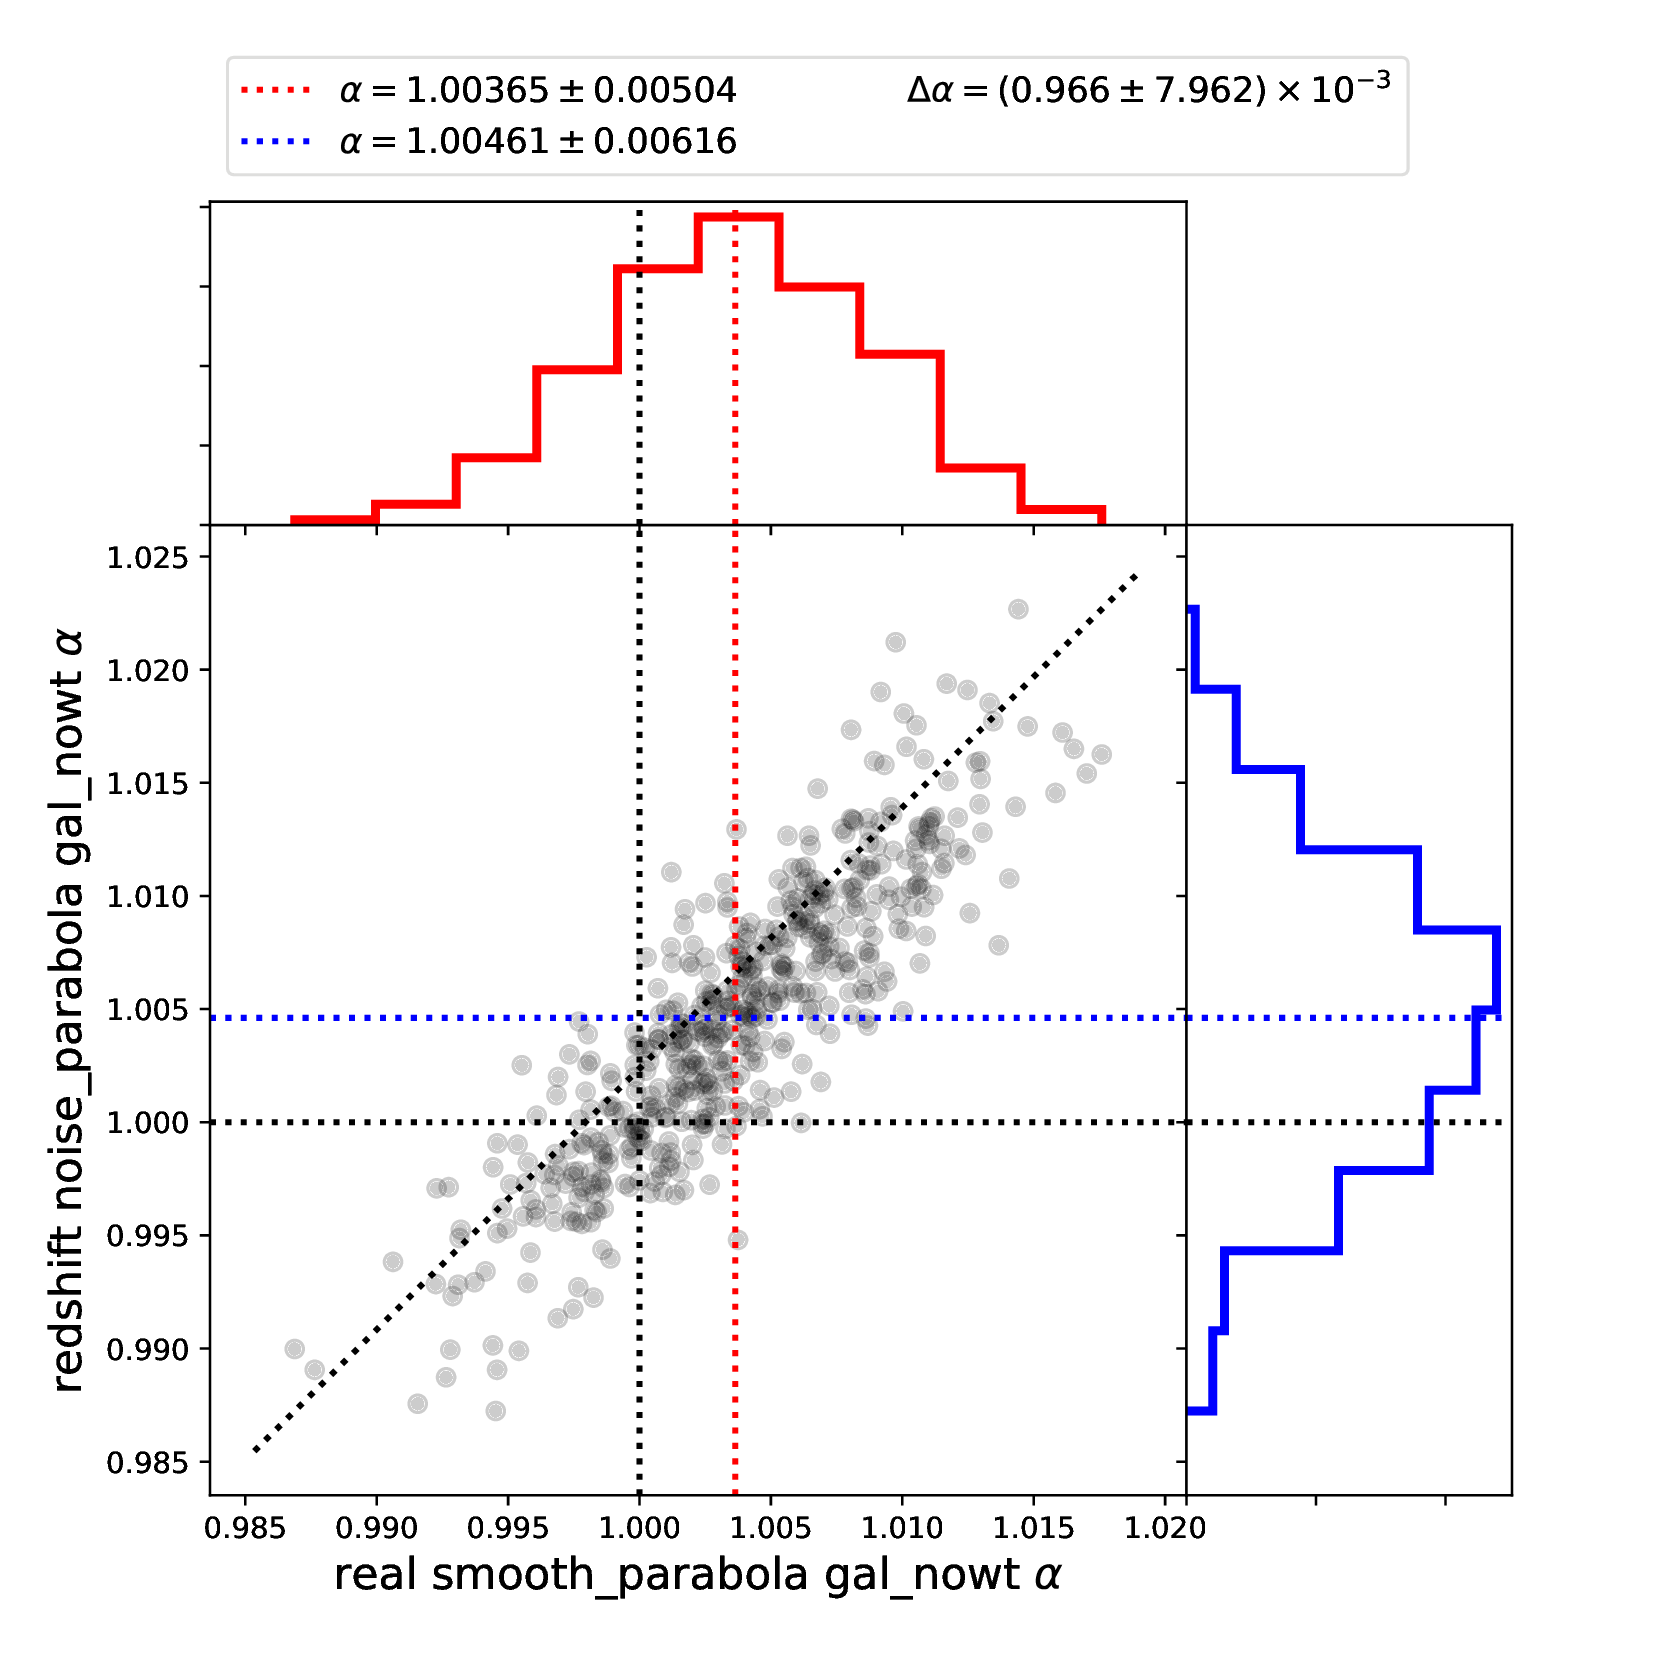 α = 1.00365 ± 0.00504
Δα = (0.966 ± 7.962) × 10⁻³
α = 1.00461 ± 0.00616
1.025
1.020
1.015
1.010
1.005
1.000
0.995
0.990
0.985
redshift noise_parabola gal_nowt α
0.985 0.990 0.995 1.000 1.005 1.010 1.015 1.020
real smooth_parabola gal_nowt α